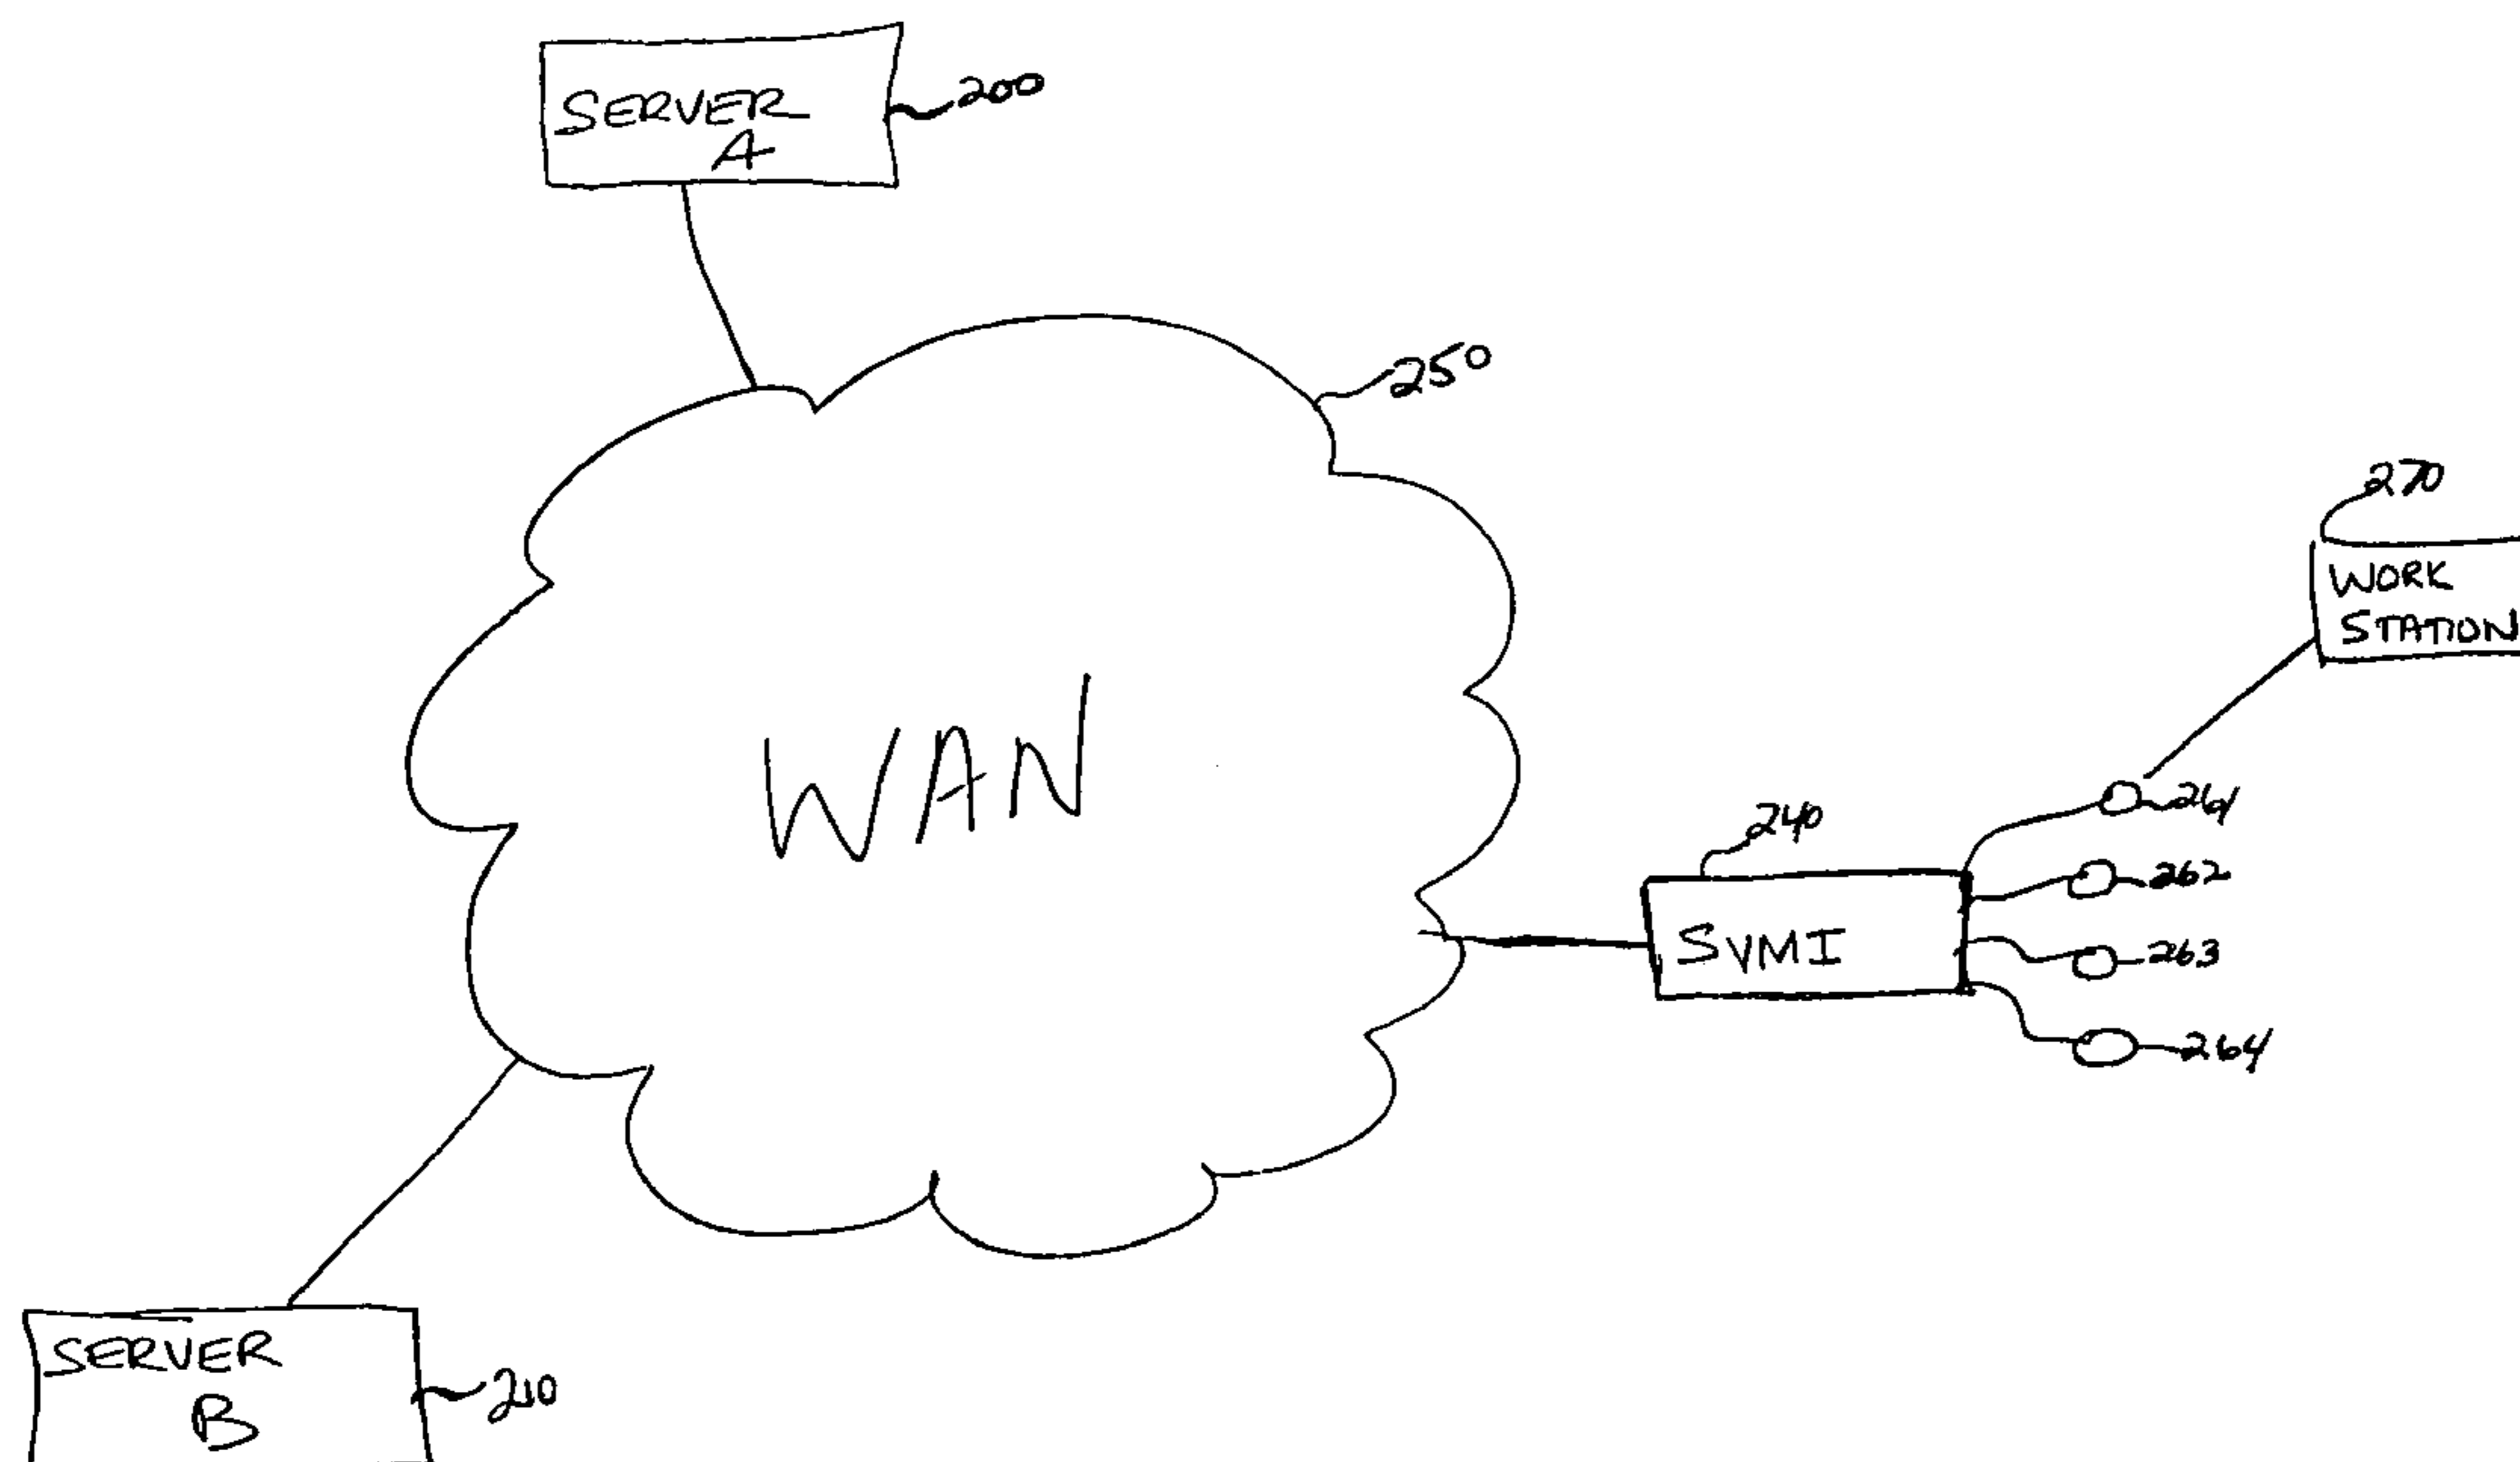 SERVER
A
200
250
270
WORK
STATION
WAN
261
240
262
SVMI
263
264
SERVER
B
210